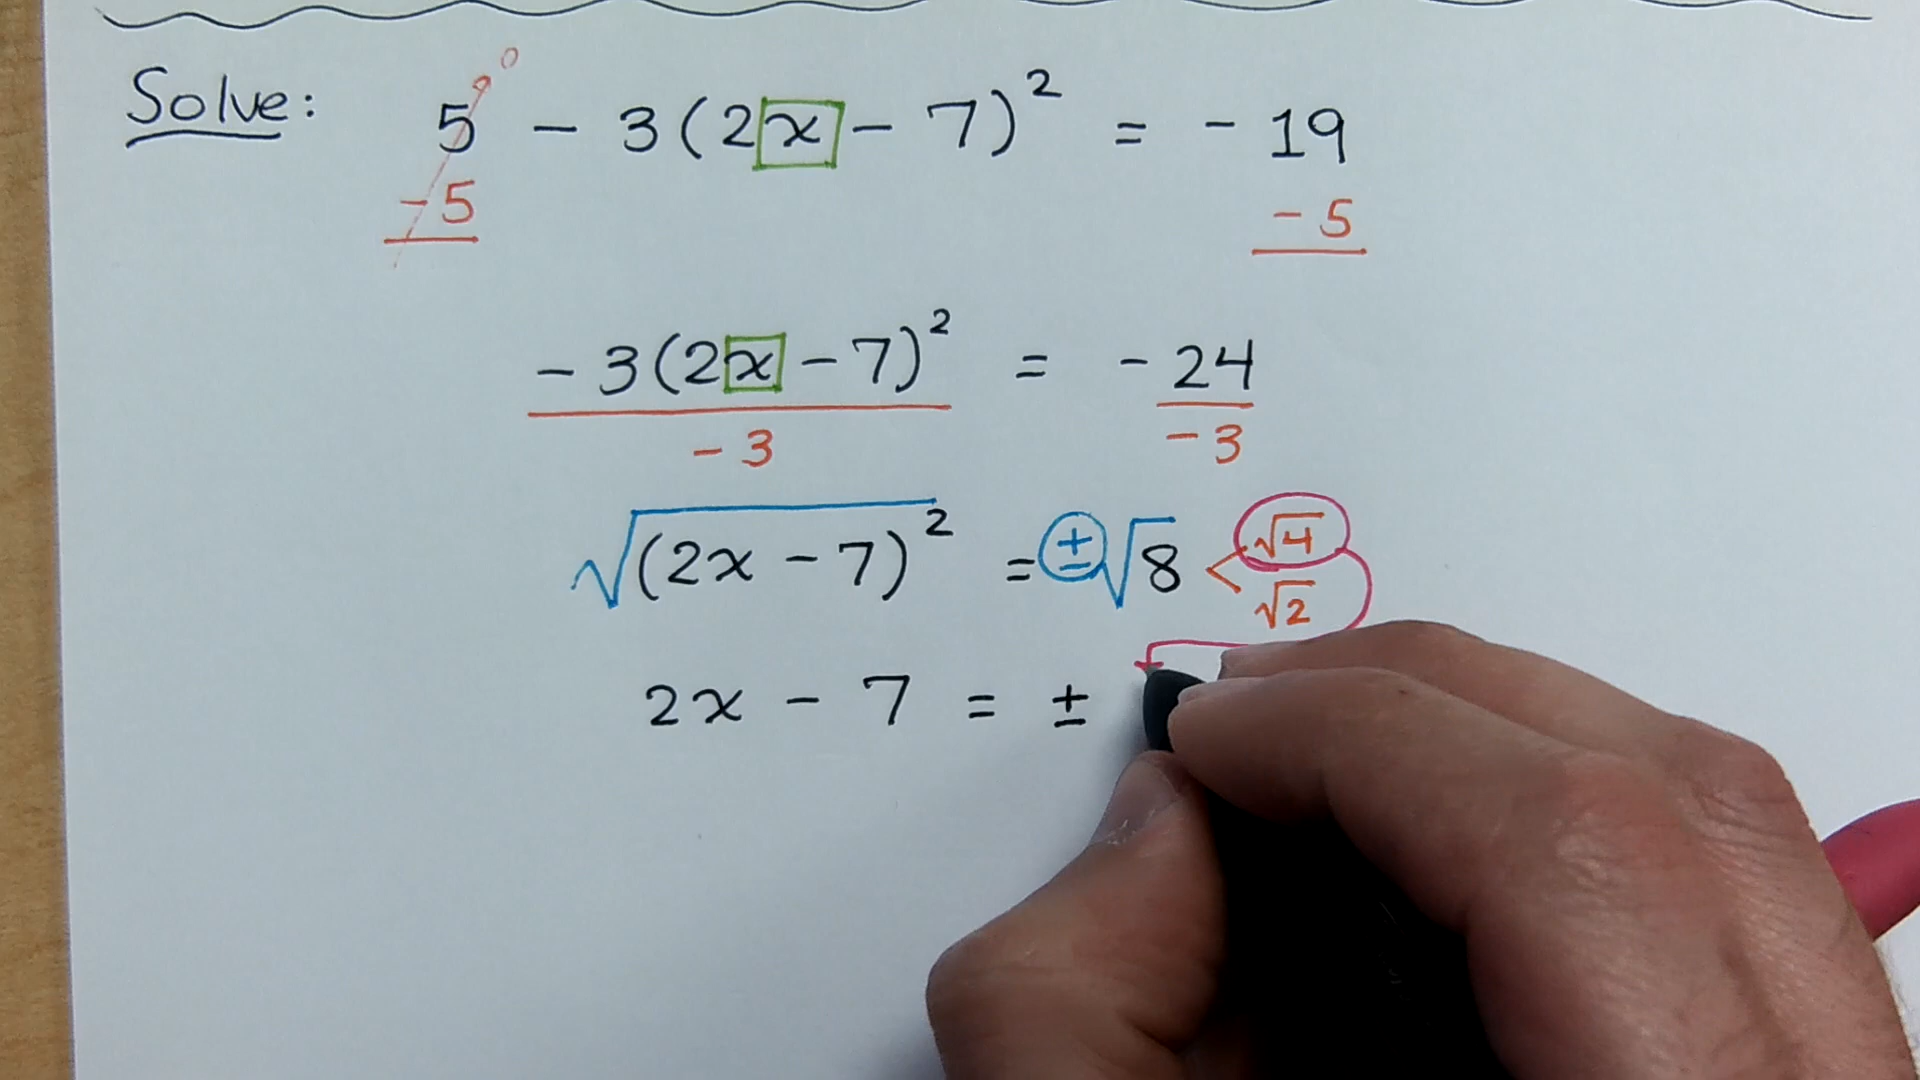 Solve: 5 - 3(2x - 7)² = - 19
0
- 5 - 5
- 3(2x - 7)² = - 24
- 3 - 3
√(2x - 7)² = ± √8 < √4
√2
2x - 7 = ±